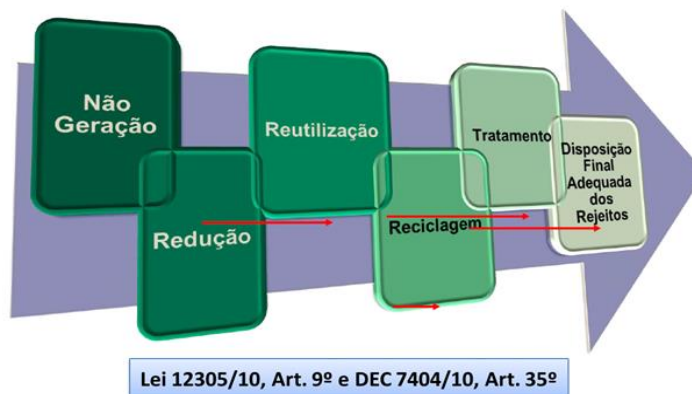 Não
Geração
Redução
Reutilização
Reciclagem
Tratamento
Disposição
Final
Adequada
dos
Rejeitos
Lei 12305/10, Art. 9º e DEC 7404/10, Art. 35º